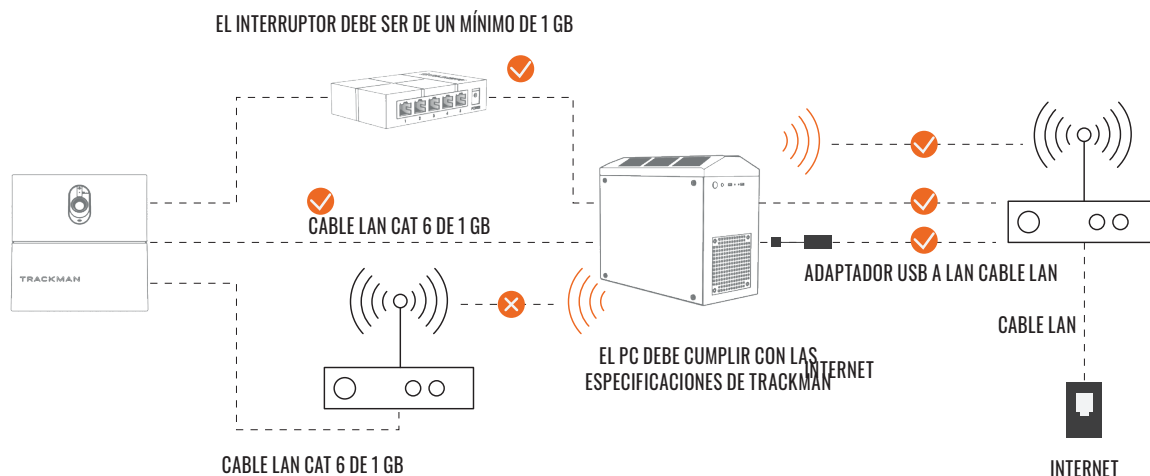 EL INTERRUPTOR DEBE SER DE UN MÍNIMO DE 1 GB
CABLE LAN CAT 6 DE 1 GB
TRACKMAN
ADAPTADOR USB A LAN CABLE LAN
CABLE LAN
EL PC DEBE CUMPLIR CON LAS
ESPECIFICACIONES DE TRACKMAN
INTERNET
CABLE LAN CAT 6 DE 1 GB
INTERNET